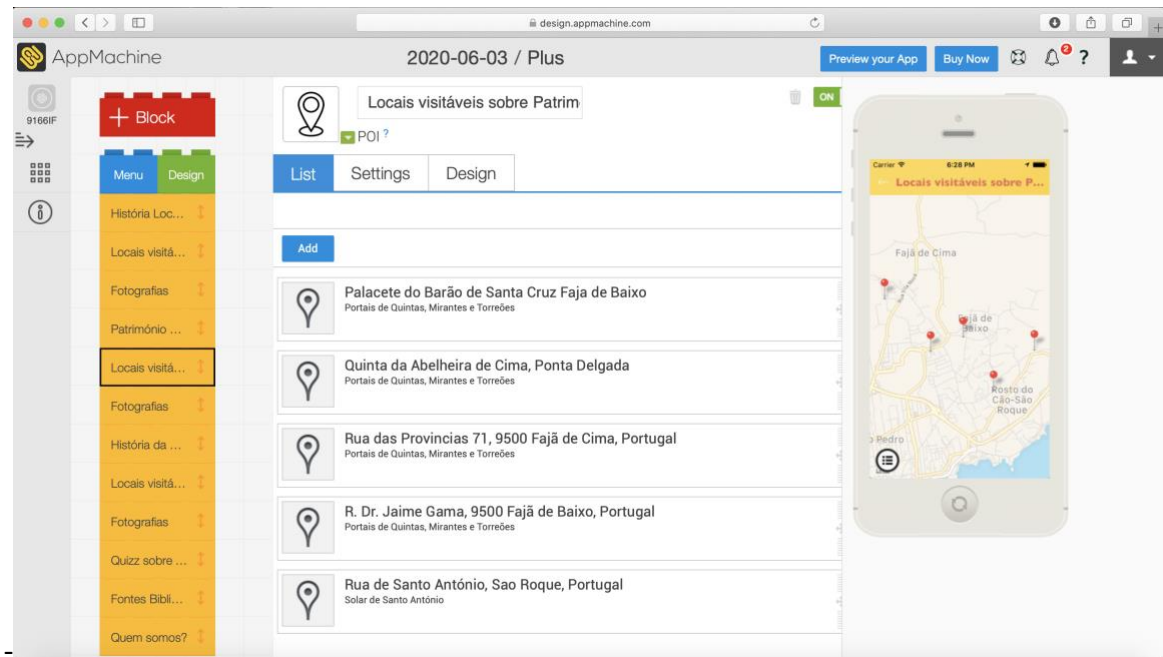 design.appmachine.com
AppMachine
2020-06-03 / Plus
Preview your App
Buy Now
2
?
9166IF
+ Block
Menu
Design
História Loc...
Locais visitá...
Fotografias
Património ...
Locais visitá...
Fotografias
História da ...
Locais visitá...
Fotografias
Quizz sobre ...
Fontes Bibli...
Quem somos?
Locais visitáveis sobre Patrim
ON
POI ?
List
Settings
Design
Add
Palacete do Barão de Santa Cruz Faja de Baixo
Portais de Quintas, Mirantes e Torreões
Quinta da Abelheira de Cima, Ponta Delgada
Portais de Quintas, Mirantes e Torreões
Rua das Provincias 71, 9500 Fajã de Cima, Portugal
Portais de Quintas, Mirantes e Torreões
R. Dr. Jaime Gama, 9500 Fajã de Baixo, Portugal
Portais de Quintas, Mirantes e Torreões
Rua de Santo António, Sao Roque, Portugal
Solar de Santo António
Carrier
6:28 PM
Locais visitáveis sobre P...
Fajã de Cima
Fajã de
Baixo
Rosto do
Cão-São
Roque
Pedro